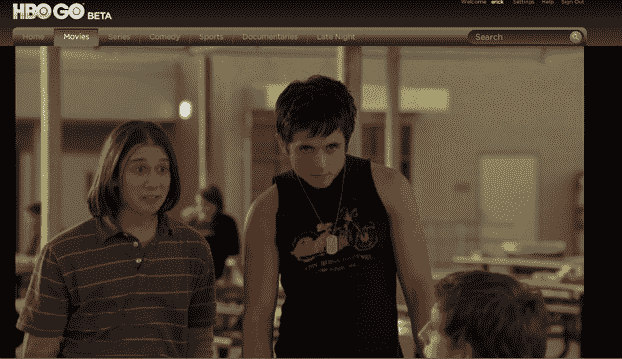 Welcome erick Settings Help Sign Out
HBO GO BETA
Home Movies Series Comedy Sports Documentaries Late Night Search